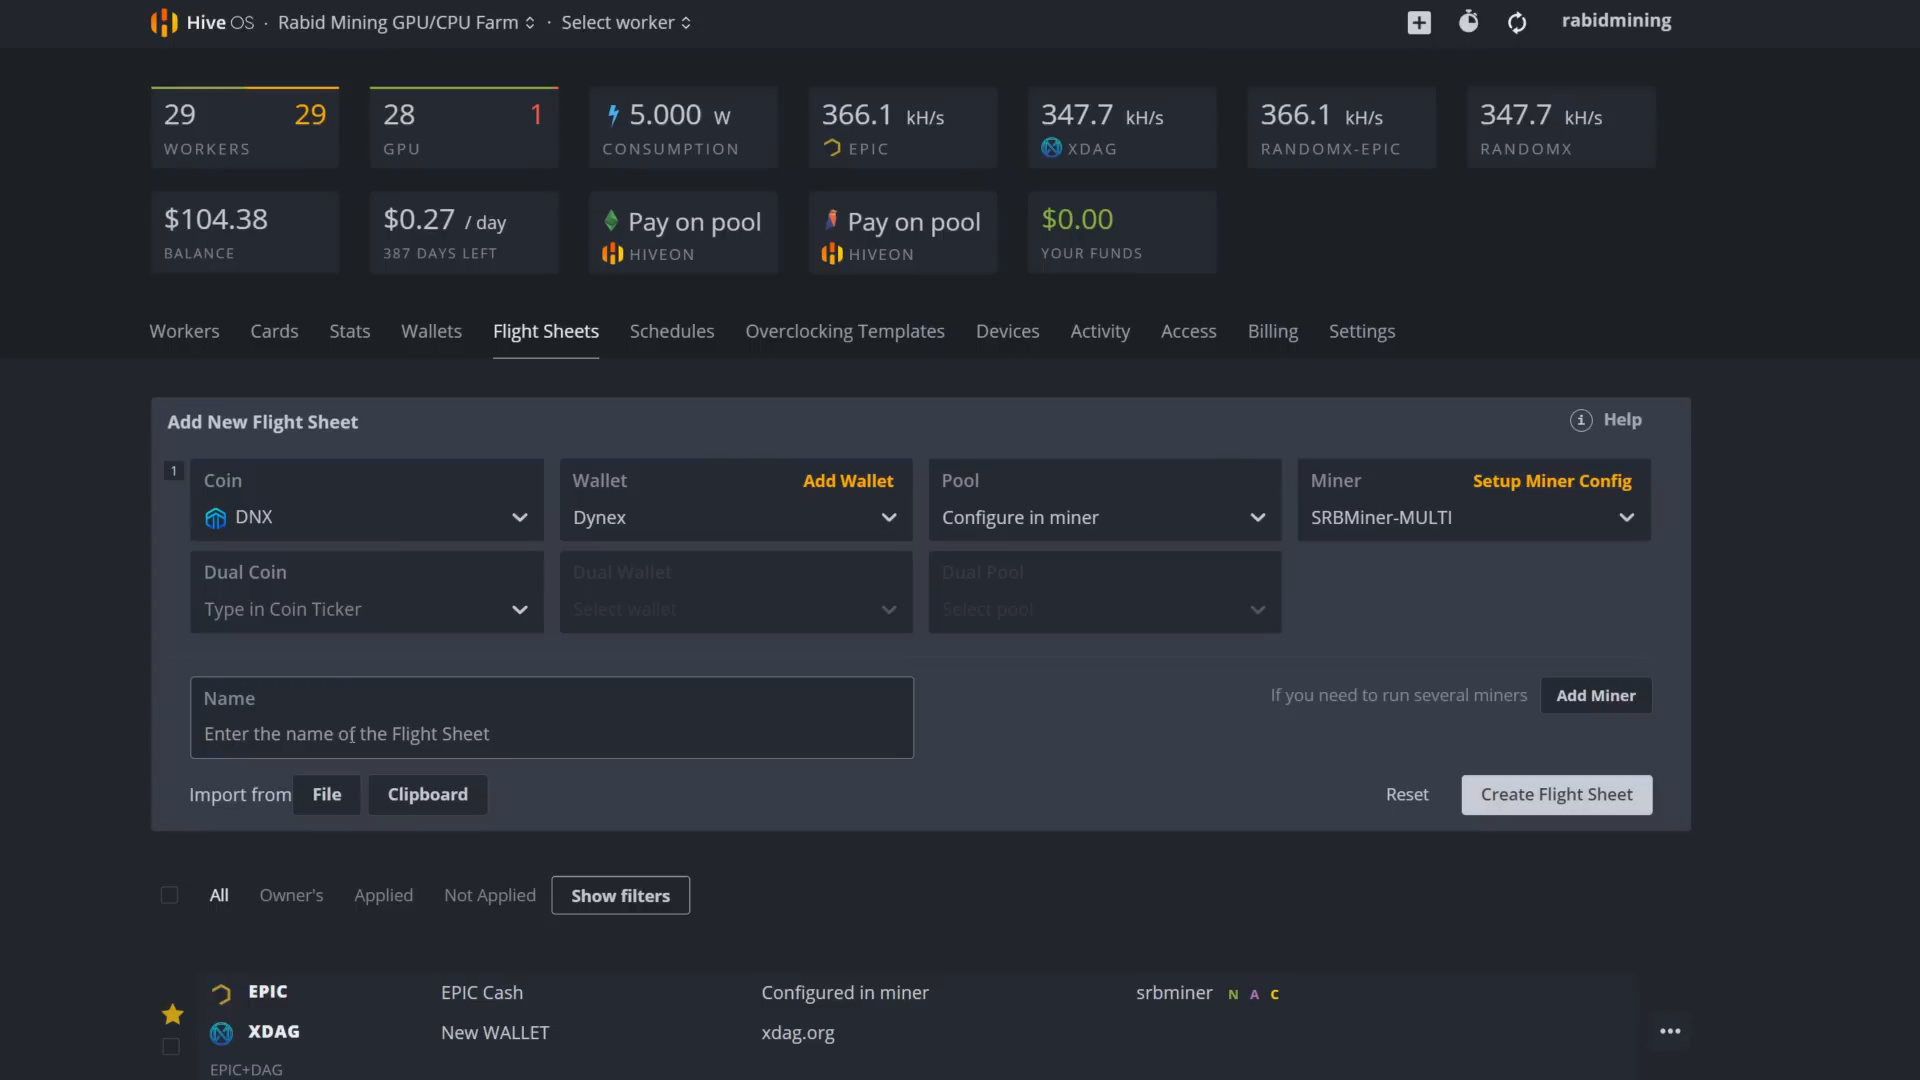 Hive OS · Rabid Mining GPU/CPU Farm · Select worker
rabidmining
29 29
WORKERS
28 1
GPU
5.000 W
CONSUMPTION
366.1 kH/s
EPIC
347.7 kH/s
XDAG
366.1 kH/s
RANDOMX-EPIC
347.7 kH/s
RANDOMX
$104.38
BALANCE
$0.27 / day
387 DAYS LEFT
Pay on pool
HIVEON
Pay on pool
HIVEON
$0.00
YOUR FUNDS
Workers Cards Stats Wallets Flight Sheets Schedules Overclocking Templates Devices Activity Access Billing Settings
Add New Flight Sheet
Help
1
Coin
DNX
Wallet Add Wallet
Dynex
Pool
Configure in miner
Miner Setup Miner Config
SRBMiner-MULTI
Dual Coin
Type in Coin Ticker
Dual Wallet
Select wallet
Dual Pool
Select pool
Name
Enter the name of the Flight Sheet
If you need to run several miners Add Miner
Import from File Clipboard
Reset Create Flight Sheet
All Owner's Applied Not Applied Show filters
EPIC EPIC Cash Configured in miner srbminer N A C
XDAG New WALLET xdag.org
EPIC+DAG